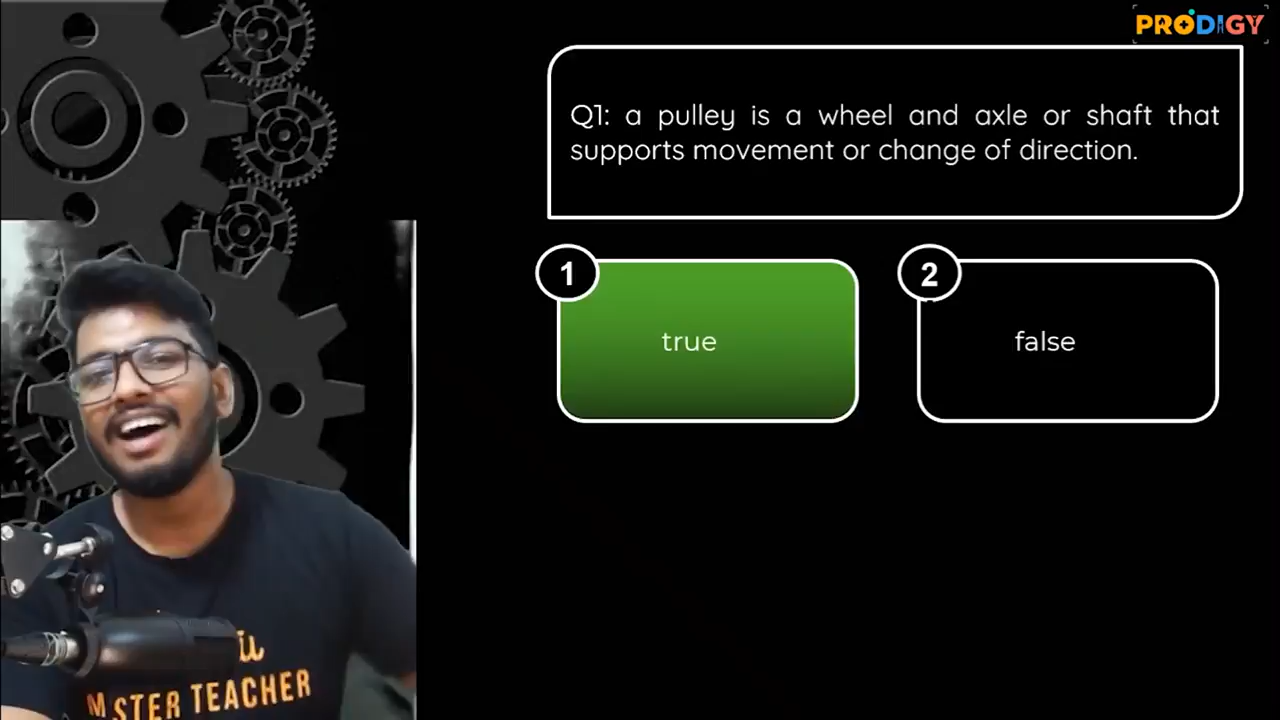 PRODIGY
Q1: a pulley is a wheel and axle or shaft that
supports movement or change of direction.
1
2
true
false
TEACHER